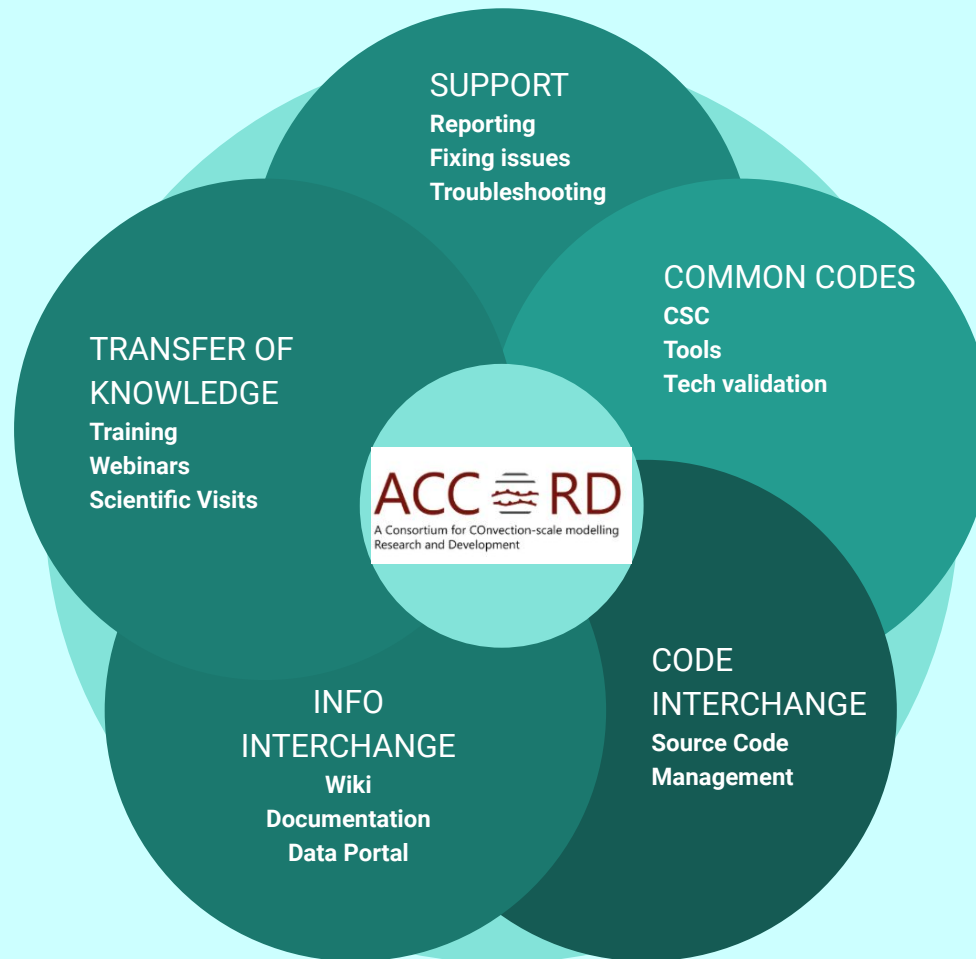 SUPPORT
Reporting
Fixing issues
Troubleshooting
COMMON CODES
CSC
Tools
Tech validation
TRANSFER OF
KNOWLEDGE
Training
Webinars
Scientific Visits
ACCORD
A Consortium for COnvection-scale modelling
Research and Development
CODE
INTERCHANGE
Source Code
Management
INFO
INTERCHANGE
Wiki
Documentation
Data Portal